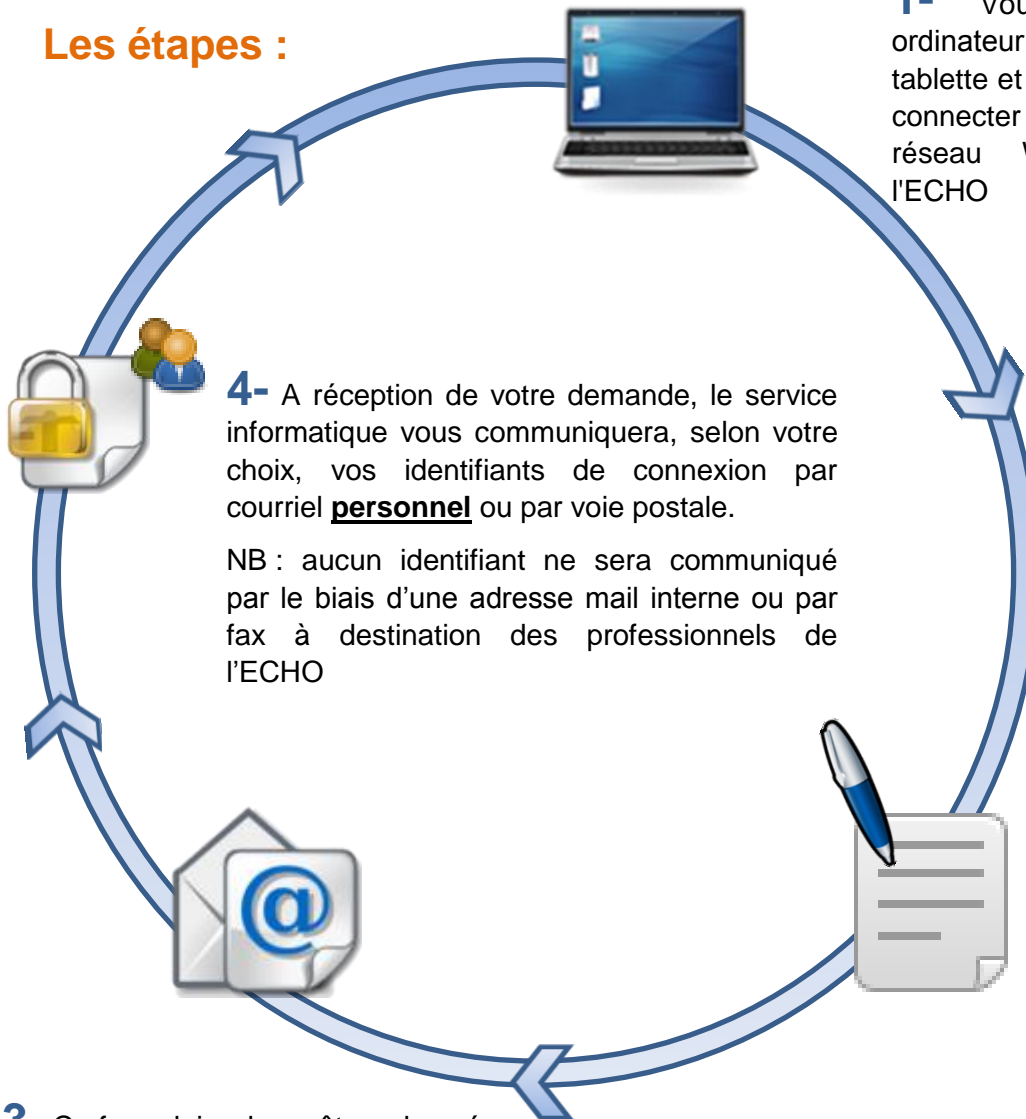 Les étapes :
1- Vou
ordinateur
tablette et
connecter
réseau
l'ECHO
4- A réception de votre demande, le service
informatique vous communiquera, selon votre
choix, vos identifiants de connexion par
courriel personnel ou par voie postale.
NB : aucun identifiant ne sera communiqué
par le biais d’une adresse mail interne ou par
fax à destination des professionnels de
l’ECHO
@
3